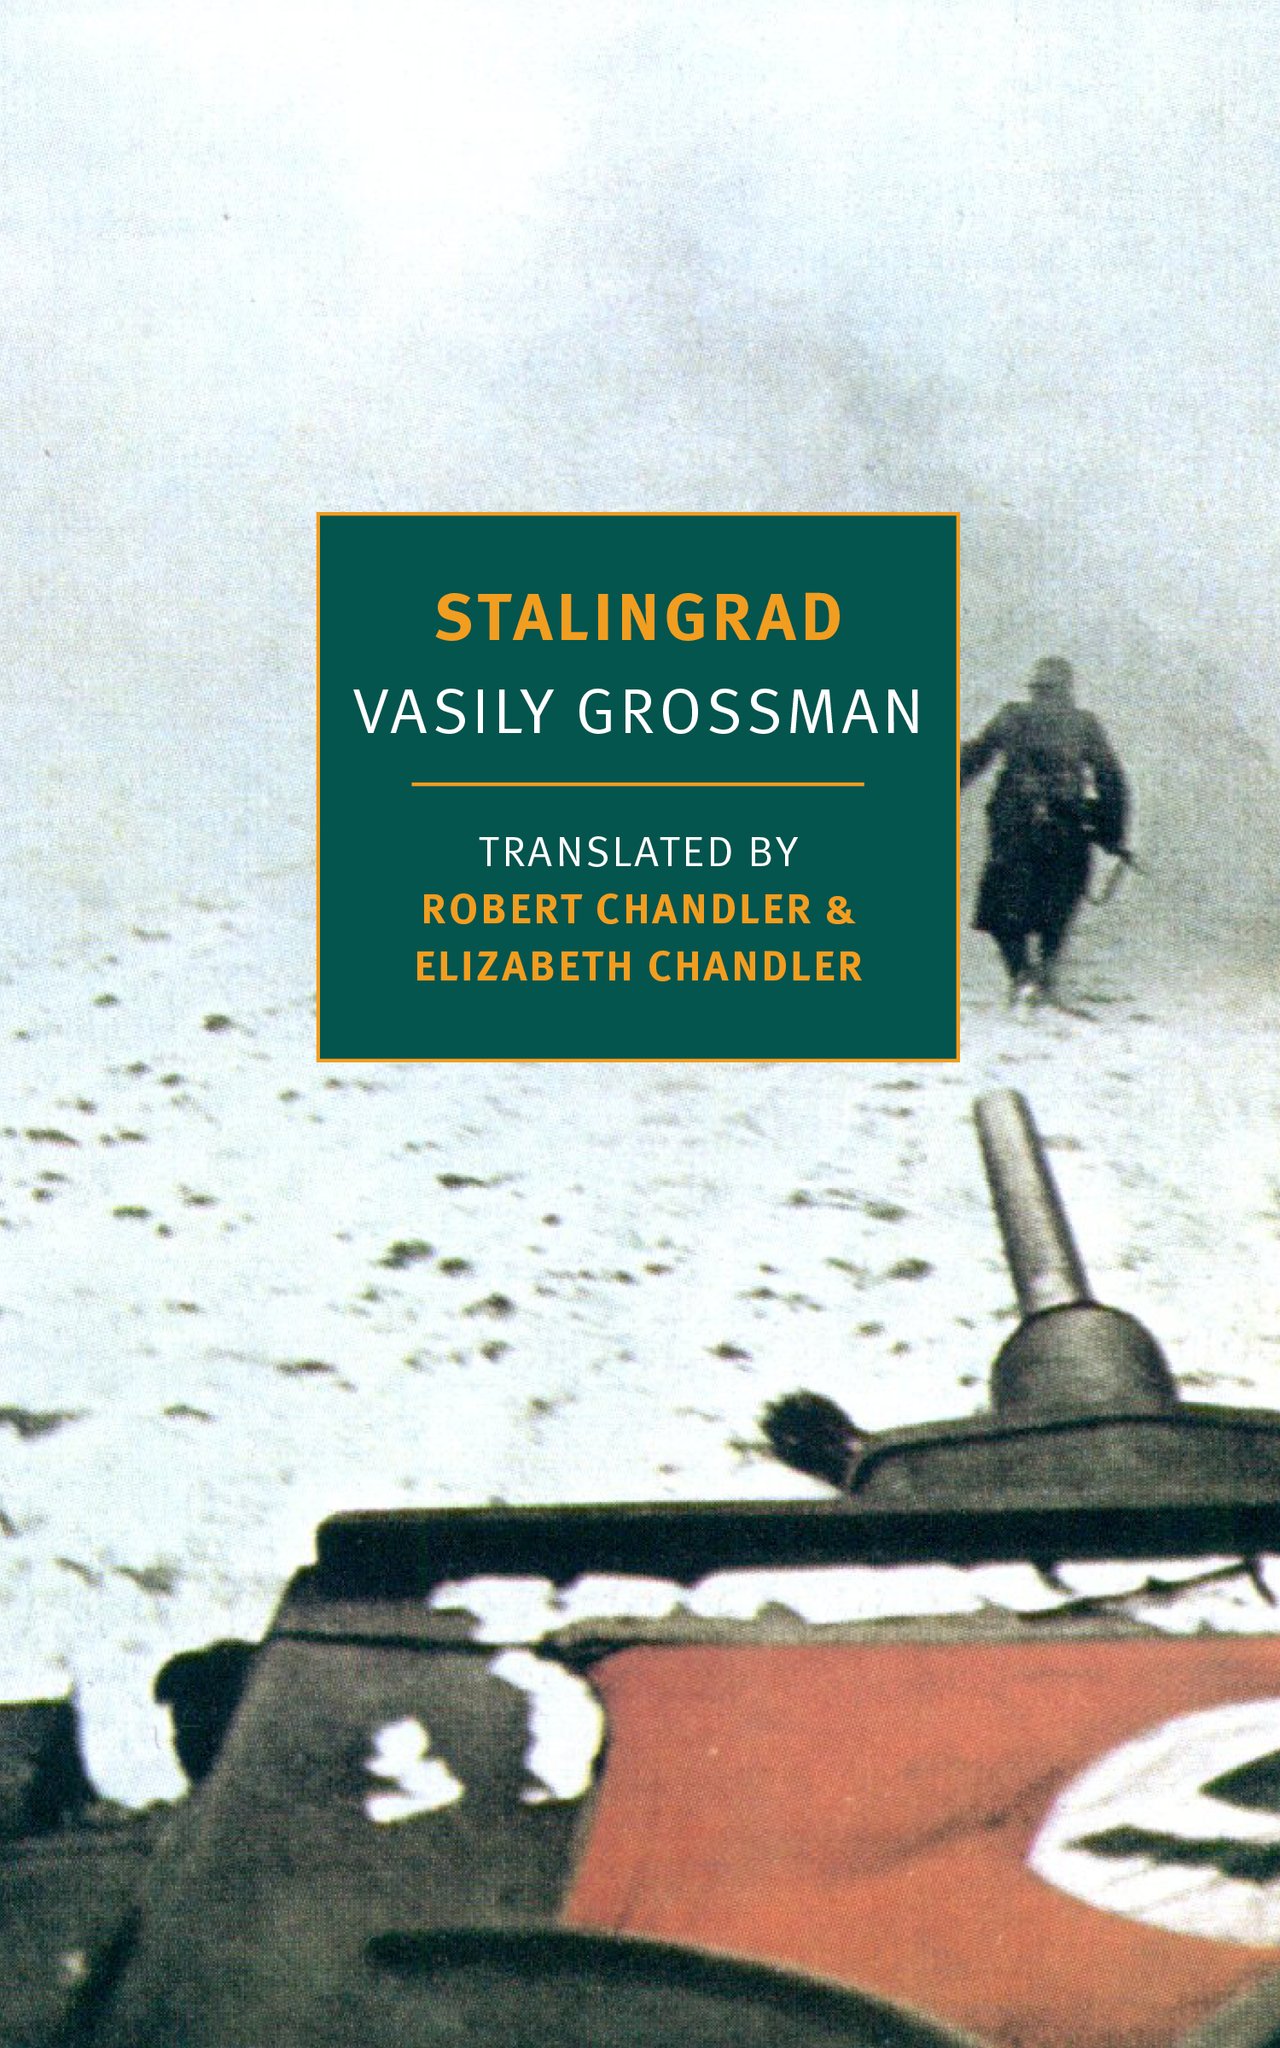 STALINGRAD
VASILY GROSSMAN
TRANSLATED BY
ROBERT CHANDLER &
ELIZABETH CHANDLER